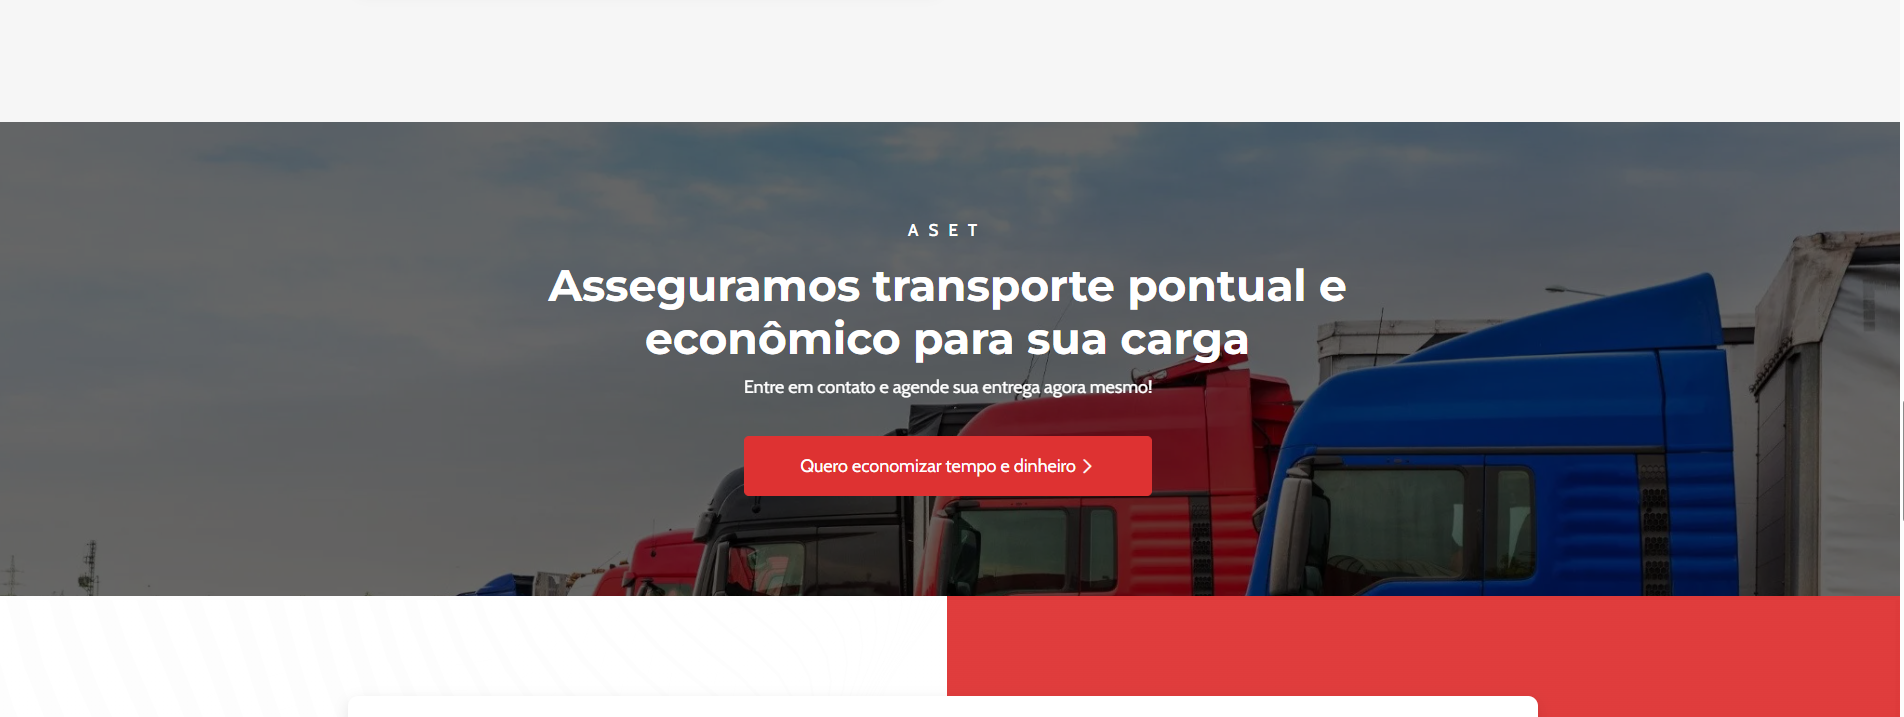 ASET
Asseguramos transporte pontual e
econômico para sua carga
Entre em contato e agende sua entrega agora mesmo!
Quero economizar tempo e dinheiro